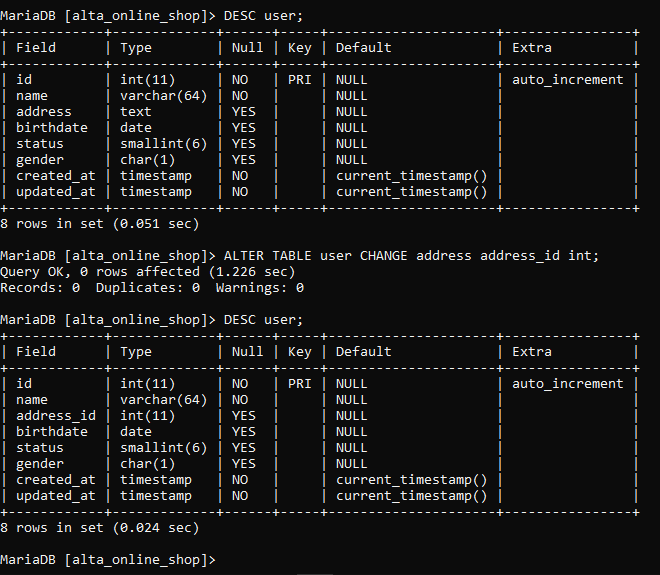 MariaDB [alta_online_shop]> DESC user;
+------------+-------------+------+-----+---------------------+----------------+
| Field      | Type        | Null | Key | Default             | Extra          |
+------------+-------------+------+-----+---------------------+----------------+
| id         | int(11)     | NO   | PRI | NULL                | auto_increment |
| name       | varchar(64) | NO   |     | NULL                |                |
| address    | text        | YES  |     | NULL                |                |
| birthdate  | date        | YES  |     | NULL                |                |
| status     | smallint(6) | YES  |     | NULL                |                |
| gender     | char(1)     | YES  |     | NULL                |                |
| created_at | timestamp   | NO   |     | current_timestamp() |                |
| updated_at | timestamp   | NO   |     | current_timestamp() |                |
+------------+-------------+------+-----+---------------------+----------------+
8 rows in set (0.051 sec)

MariaDB [alta_online_shop]> ALTER TABLE user CHANGE address address_id int;
Query OK, 0 rows affected (1.226 sec)
Records: 0  Duplicates: 0  Warnings: 0

MariaDB [alta_online_shop]> DESC user;
+------------+-------------+------+-----+---------------------+----------------+
| Field      | Type        | Null | Key | Default             | Extra          |
+------------+-------------+------+-----+---------------------+----------------+
| id         | int(11)     | NO   | PRI | NULL                | auto_increment |
| name       | varchar(64) | NO   |     | NULL                |                |
| address_id | int(11)     | YES  |     | NULL                |                |
| birthdate  | date        | YES  |     | NULL                |                |
| status     | smallint(6) | YES  |     | NULL                |                |
| gender     | char(1)     | YES  |     | NULL                |                |
| created_at | timestamp   | NO   |     | current_timestamp() |                |
| updated_at | timestamp   | NO   |     | current_timestamp() |                |
+------------+-------------+------+-----+---------------------+----------------+
8 rows in set (0.024 sec)

MariaDB [alta_online_shop]>